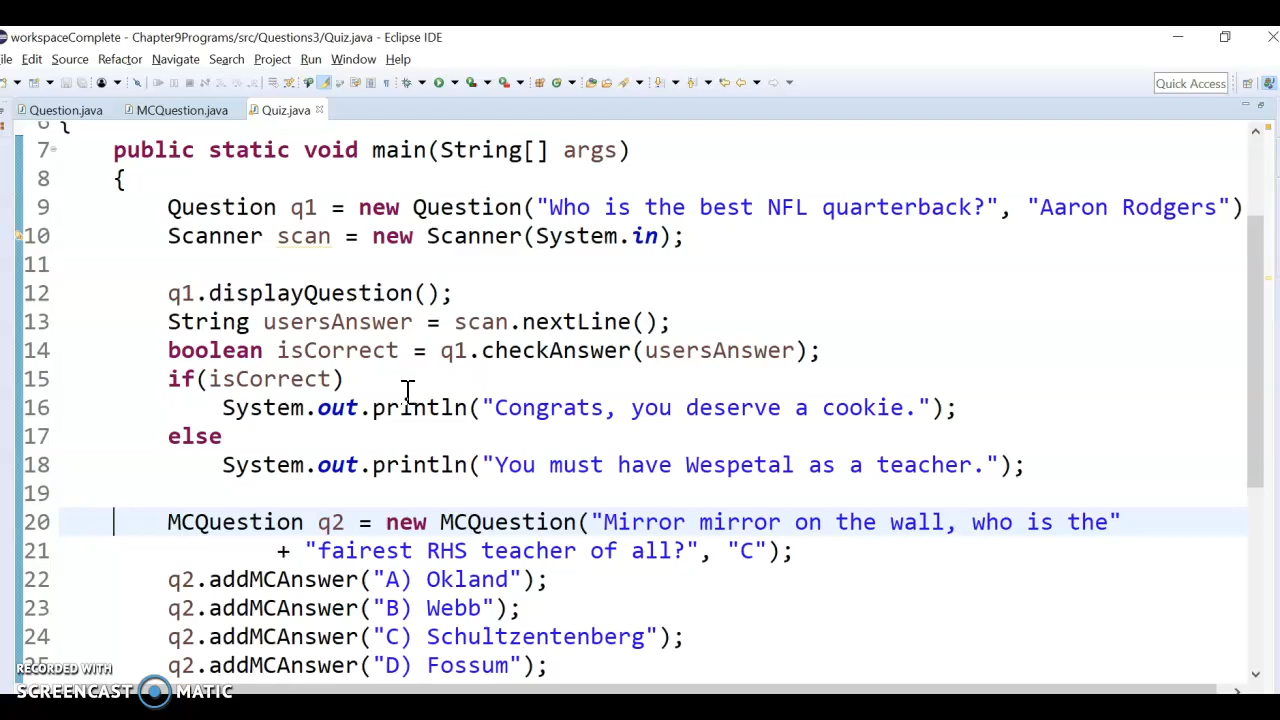 workspaceComplete - Chapter9Programs/src/Questions3/Quiz.java - Eclipse IDE
ile Edit Source Refactor Navigate Search Project Run Window Help
Quick Access
Question.java MCQuestion.java Quiz.java
6 {
7 public static void main(String[] args)
8 {
9 Question q1 = new Question("Who is the best NFL quarterback?", "Aaron Rodgers")
10 Scanner scan = new Scanner(System.in);
11
12 q1.displayQuestion();
13 String usersAnswer = scan.nextLine();
14 boolean isCorrect = q1.checkAnswer(usersAnswer);
15 if(isCorrect)
16 System.out.println("Congrats, you deserve a cookie.");
17 else
18 System.out.println("You must have Wespetal as a teacher.");
19
20 MCQuestion q2 = new MCQuestion("Mirror mirror on the wall, who is the"
21 + "fairest RHS teacher of all?", "C");
22 q2.addMCAnswer("A) Okland");
23 q2.addMCAnswer("B) Webb");
24 q2.addMCAnswer("C) Schultzentenberg");
25 q2.addMCAnswer("D) Fossum");
RECORDED WITH
SCREENCAST MATIC